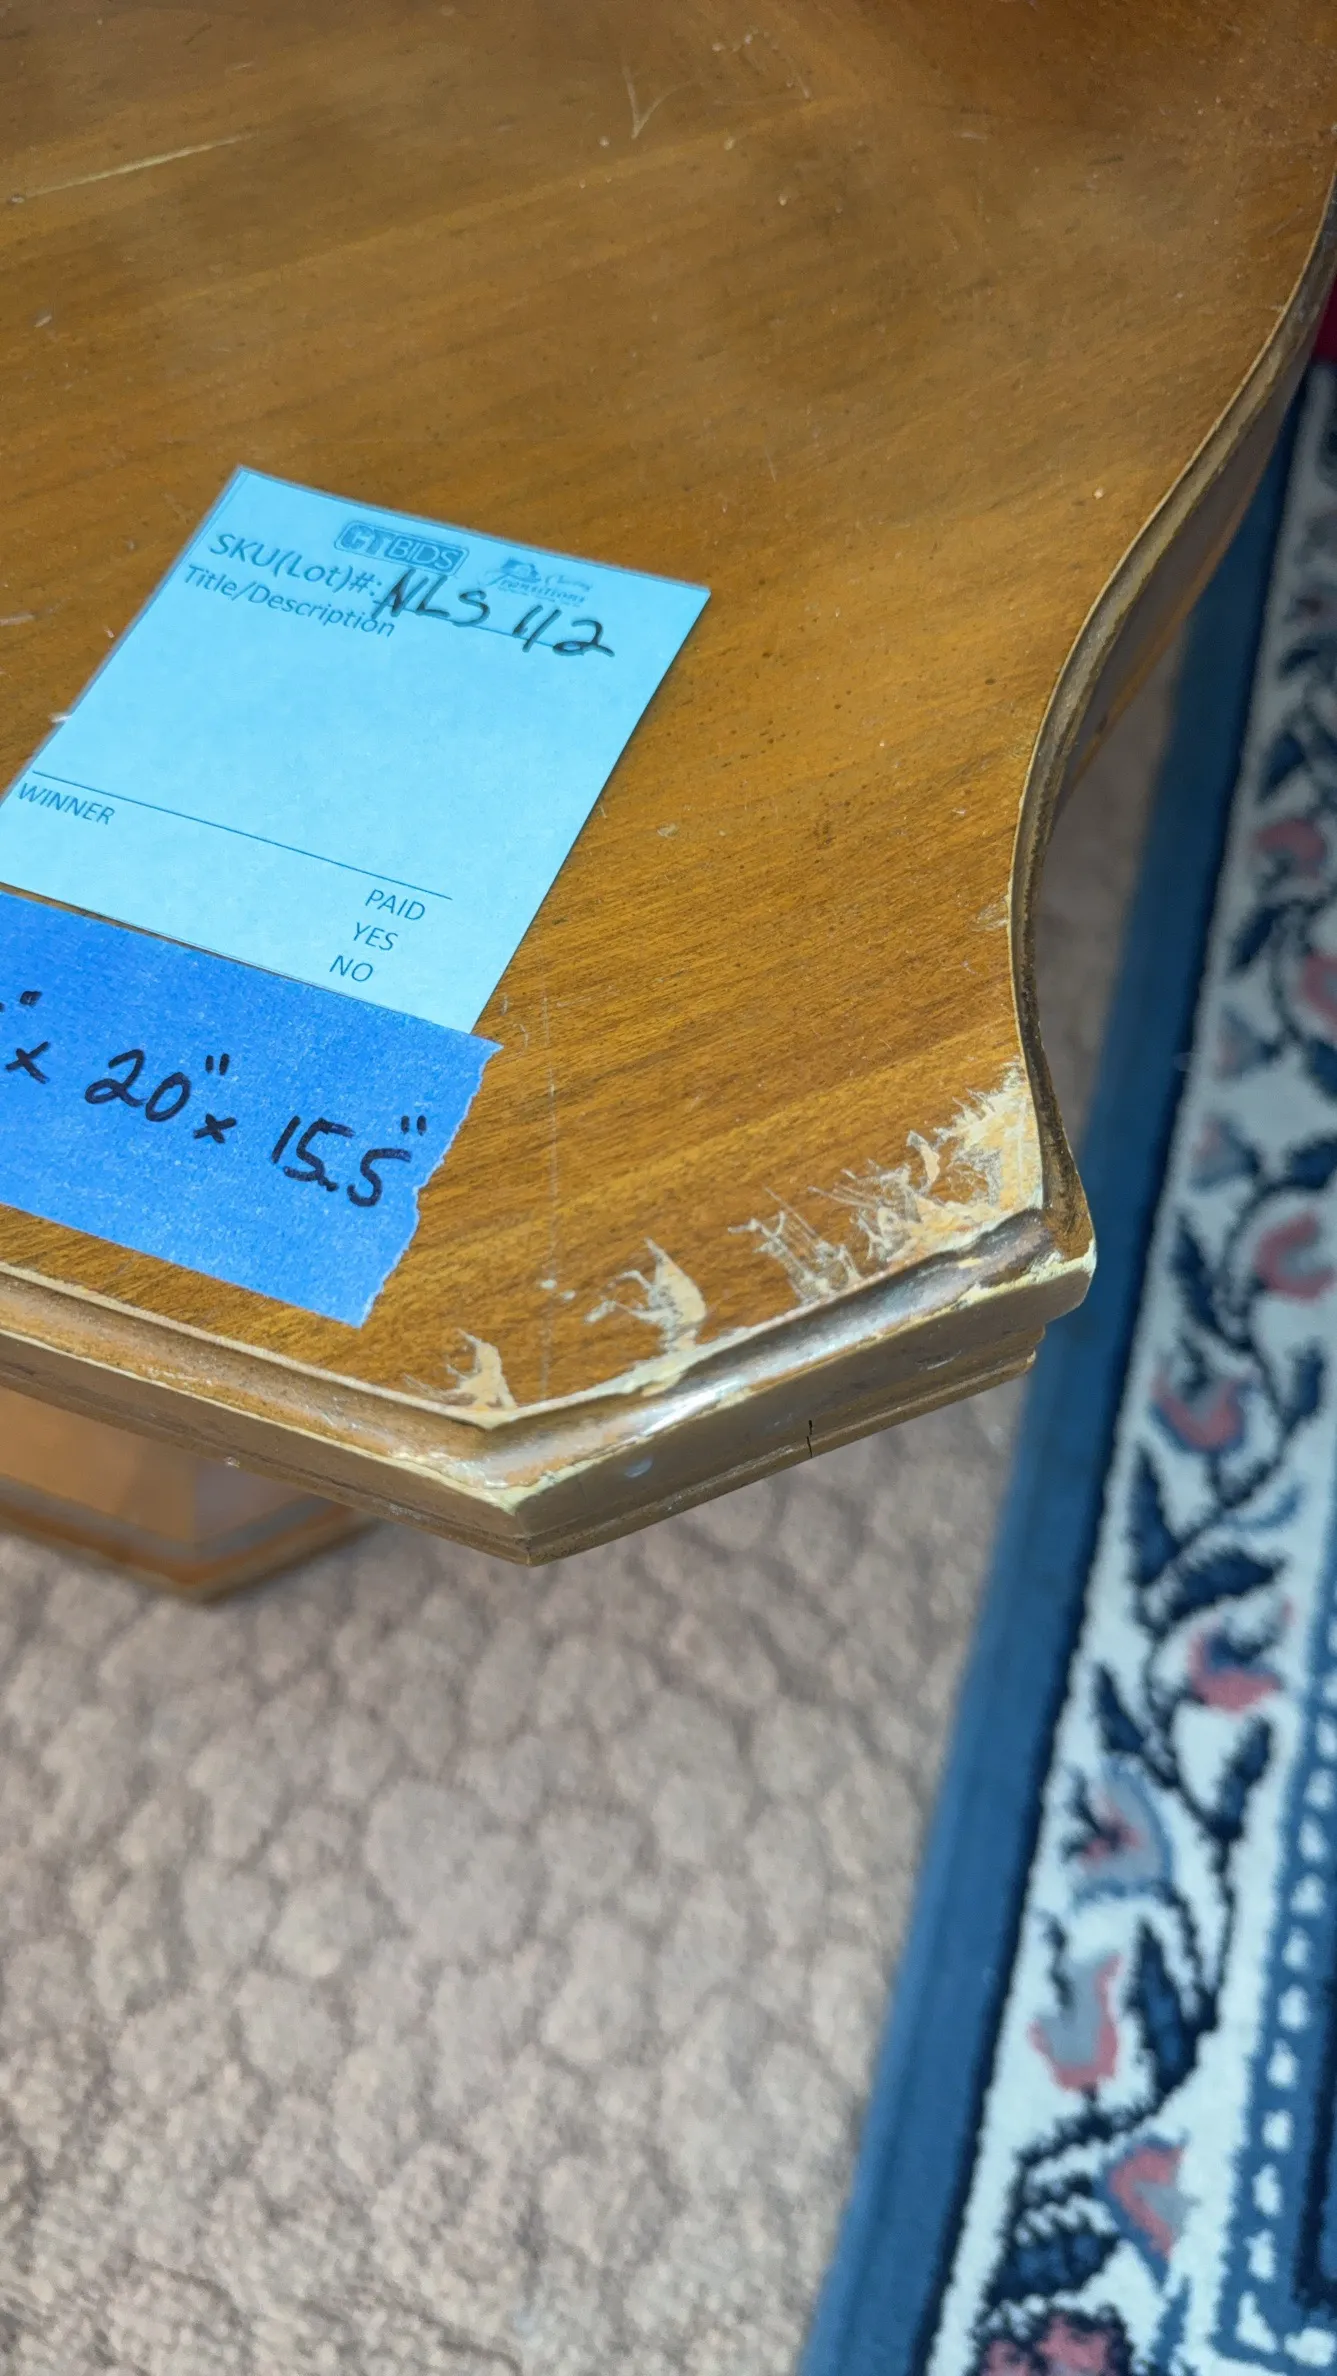 CTBIDS
SKU(Lot)#: NLS 112
Title/Description
WINNER
PAID
YES
NO
" x 20" x 15.5"